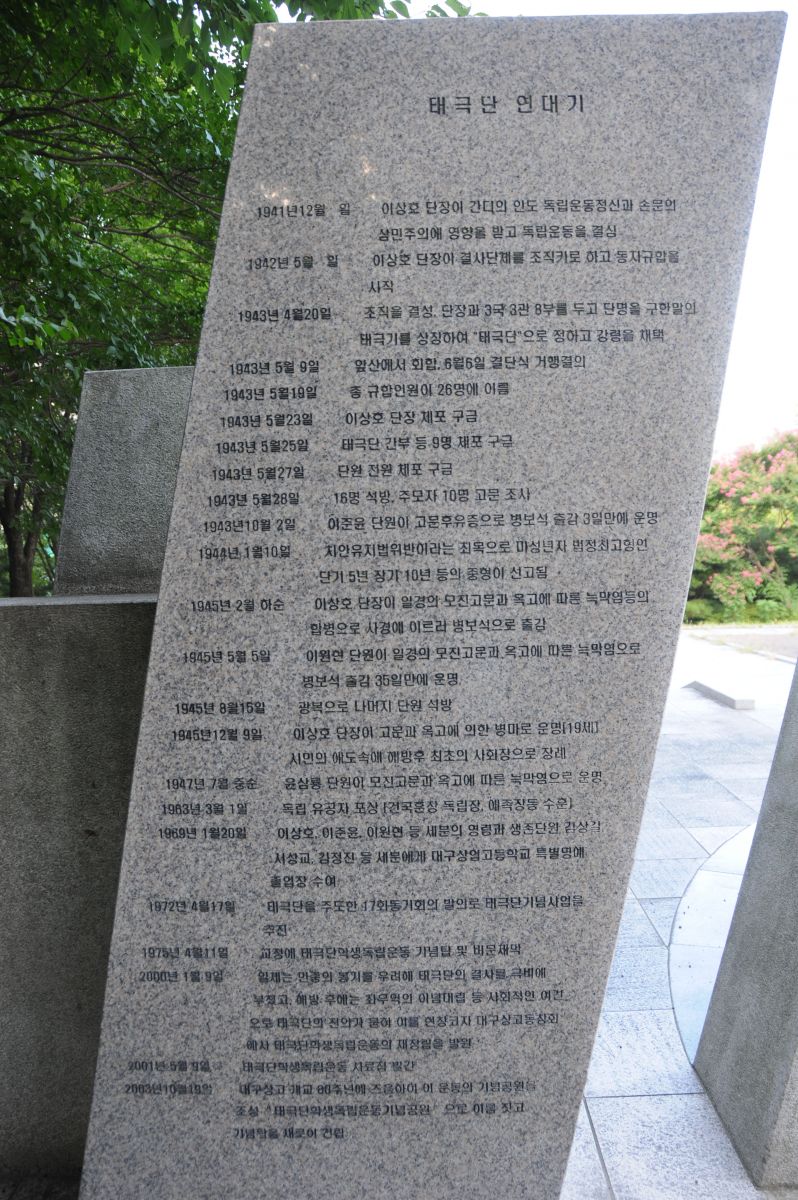 태극단 연대기
1941년12월 일 이상호 단장이 간디의 인도 독립운동정신과 손문의
삼민주의에 영향을 받고 독립운동을 결심
1942년 5월 일 이상호 단장이 결사단체를 조직키로 하고 동지규합을
시작
1943년 4월20일 조직을 결성, 단장과 3국 3관 8부를 두고 단명을 구한말의
태극기를 상징하여 "태극단"으로 정하고 강령을 채택
1943년 5월 9일 앞산에서 회합, 6월6일 결단식 거행결의
1943년 5월19일 총 규합인원이 26명에 이름
1943년 5월23일 이상호 단장 체포 구금
1943년 5월25일 태극단 간부 등 9명 체포 구금
1943년 5월27일 단원 전원 체포 구금
1943년 5월28일 16명 석방, 주모자 10명 고문 조사
1943년10월 2일 이준윤 단원이 고문후유증으로 병보석 출감 3일만에 운명
1944년 1월10일 치안유지법위반이라는 죄목으로 미성년자 법정최고형인
단기 5년 장기 10년 등의 중형이 선고됨
1945년 2월 하순 이상호 단장이 일경의 모진고문과 옥고에 따른 늑막염등의
합병으로 사경에 이르러 병보석으로 출감
1945년 5월 5일 이원현 단원이 일경의 모진고문과 옥고에 따른 늑막염으로
병보석 출감 35일만에 운명
1945년 8월15일 광복으로 나머지 단원 석방
1945년12월 9일 이상호 단장이 고문과 옥고에 의한 병마로 운명[19세]
시민의 애도속에 해방후 최초의 사회장으로 장례
1947년 7월 중순 윤삼룡 단원이 모진고문과 옥고에 따른 늑막염으로 운명
1963년 3월 1일 독립 유공자 포상 [건국훈장 독립장, 애족장등 수훈]
1969년 1월20일 이상호, 이준윤, 이원현 등 세분의 영령과 생존단원 김상길
서성교, 김정진 등 세분에게 대구상업고등학교 특별명예
졸업장 수여
1972년 4월17일 태극단을 주도한 17회동기회의 발의로 태극단기념사업을
추진
1975년 4월11일 교정에 태극단학생독립운동 기념탑 및 비문제막
2000년 1월 9일 일제는 민중의 봉기를 우려해 태극단의 결사를 극비에
부쳤고, 해방 후에는 좌우익의 이념대립 등 사회적인 여건
으로 태극단의 진악가 묻혀 이를 현창코자 대구상고동창회
에서 태극단학생독립운동의 재정립을 발원
2001년 5월 9일 태극단학생독립운동 사료집 발간
2003년10월18일 대구상고 개교 80주년에 즈음하여 이 운동의 기념공원을
조성 "태극단학생독립운동기념공원" 으로 이름 짓고
기념탑을 새로이 건립